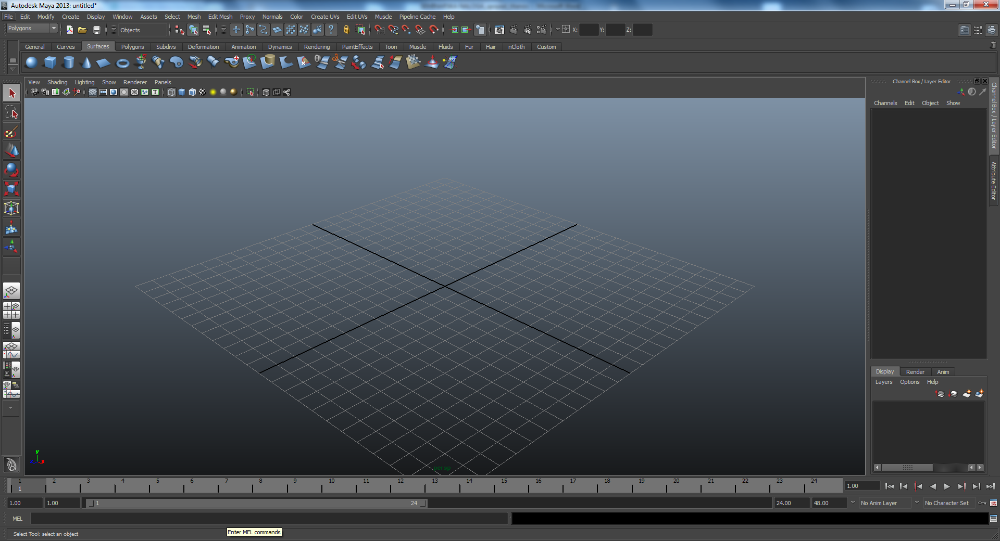 Autodesk Maya 2013: untitled*
File Edit Modify Create Display Window Assets Select Mesh Edit Mesh Proxy Normals Color Create UVs Edit UVs Muscle Pipeline Cache Help
Polygons Objects X: Y: Z:
General Curves Surfaces Polygons Subdivs Deformation Animation Dynamics Rendering PaintEffects Toon Muscle Fluids Fur Hair nCloth Custom
View Shading Lighting Show Renderer Panels
Channel Box / Layer Editor
Channels Edit Object Show
Channel Box / Layer Editor
Attribute Editor
Display Render Anim
Layers Options Help
y
z x
persp
1 2 3 4 5 6 7 8 9 10 11 12 13 14 15 16 17 18 19 20 21 22 23 24
1 1.00
1.00 1.00 1 24 24.00 48.00 No Anim Layer No Character Set
MEL
Enter MEL commands
Select Tool: select an object